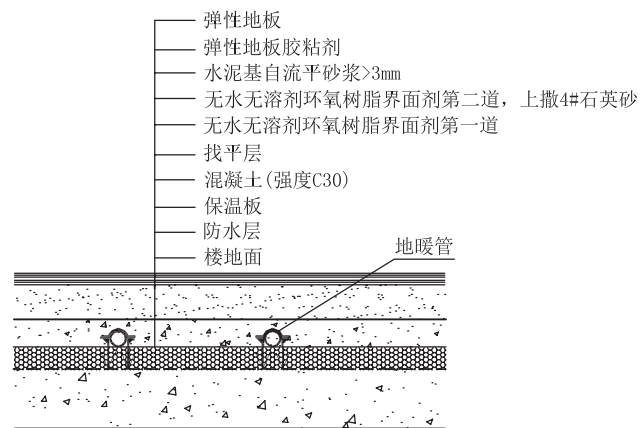 弹性地板
弹性地板胶粘剂
水泥基自流平砂浆>3mm
无水无溶剂环氧树脂界面剂第二道，上撒4#石英砂
无水无溶剂环氧树脂界面剂第一道
找平层
混凝土(强度C30)
保温板
防水层
楼地面
地暖管